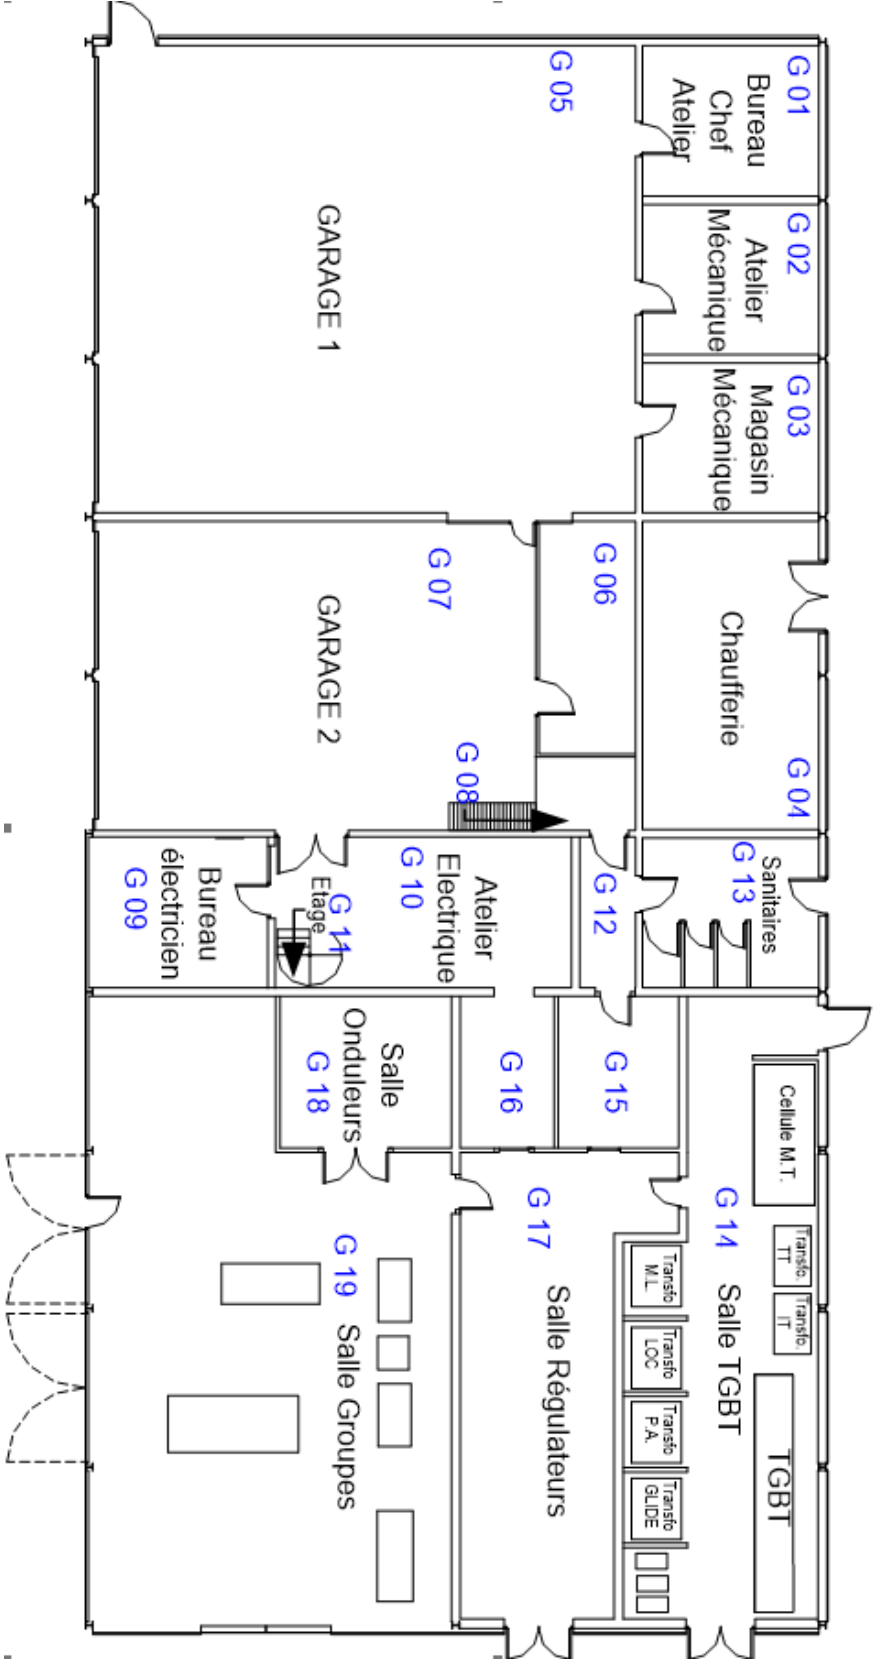 G 01
Bureau
Chef
Atelier
G 02
Atelier
Mécanique
G 03
Magasin
Mécanique
G 04
Chaufferie
G 05
GARAGE 1
G 06
G 07
GARAGE 2
G 08
G 13
Sanitaires
G 12
G 10
Atelier
Electrique
G 11
Etage
G 09
Bureau
électricien
G 14
Salle TGBT
Cellule M.T.
Transfo.
TT
Transfo.
IT
TGBT
Transfo
M.L.
Transfo
LOC
Transfo
P.A.
Transfo
GLIDE
G 15
G 16
G 17
Salle Régulateurs
G 18
Salle
Onduleurs
G 19
Salle Groupes